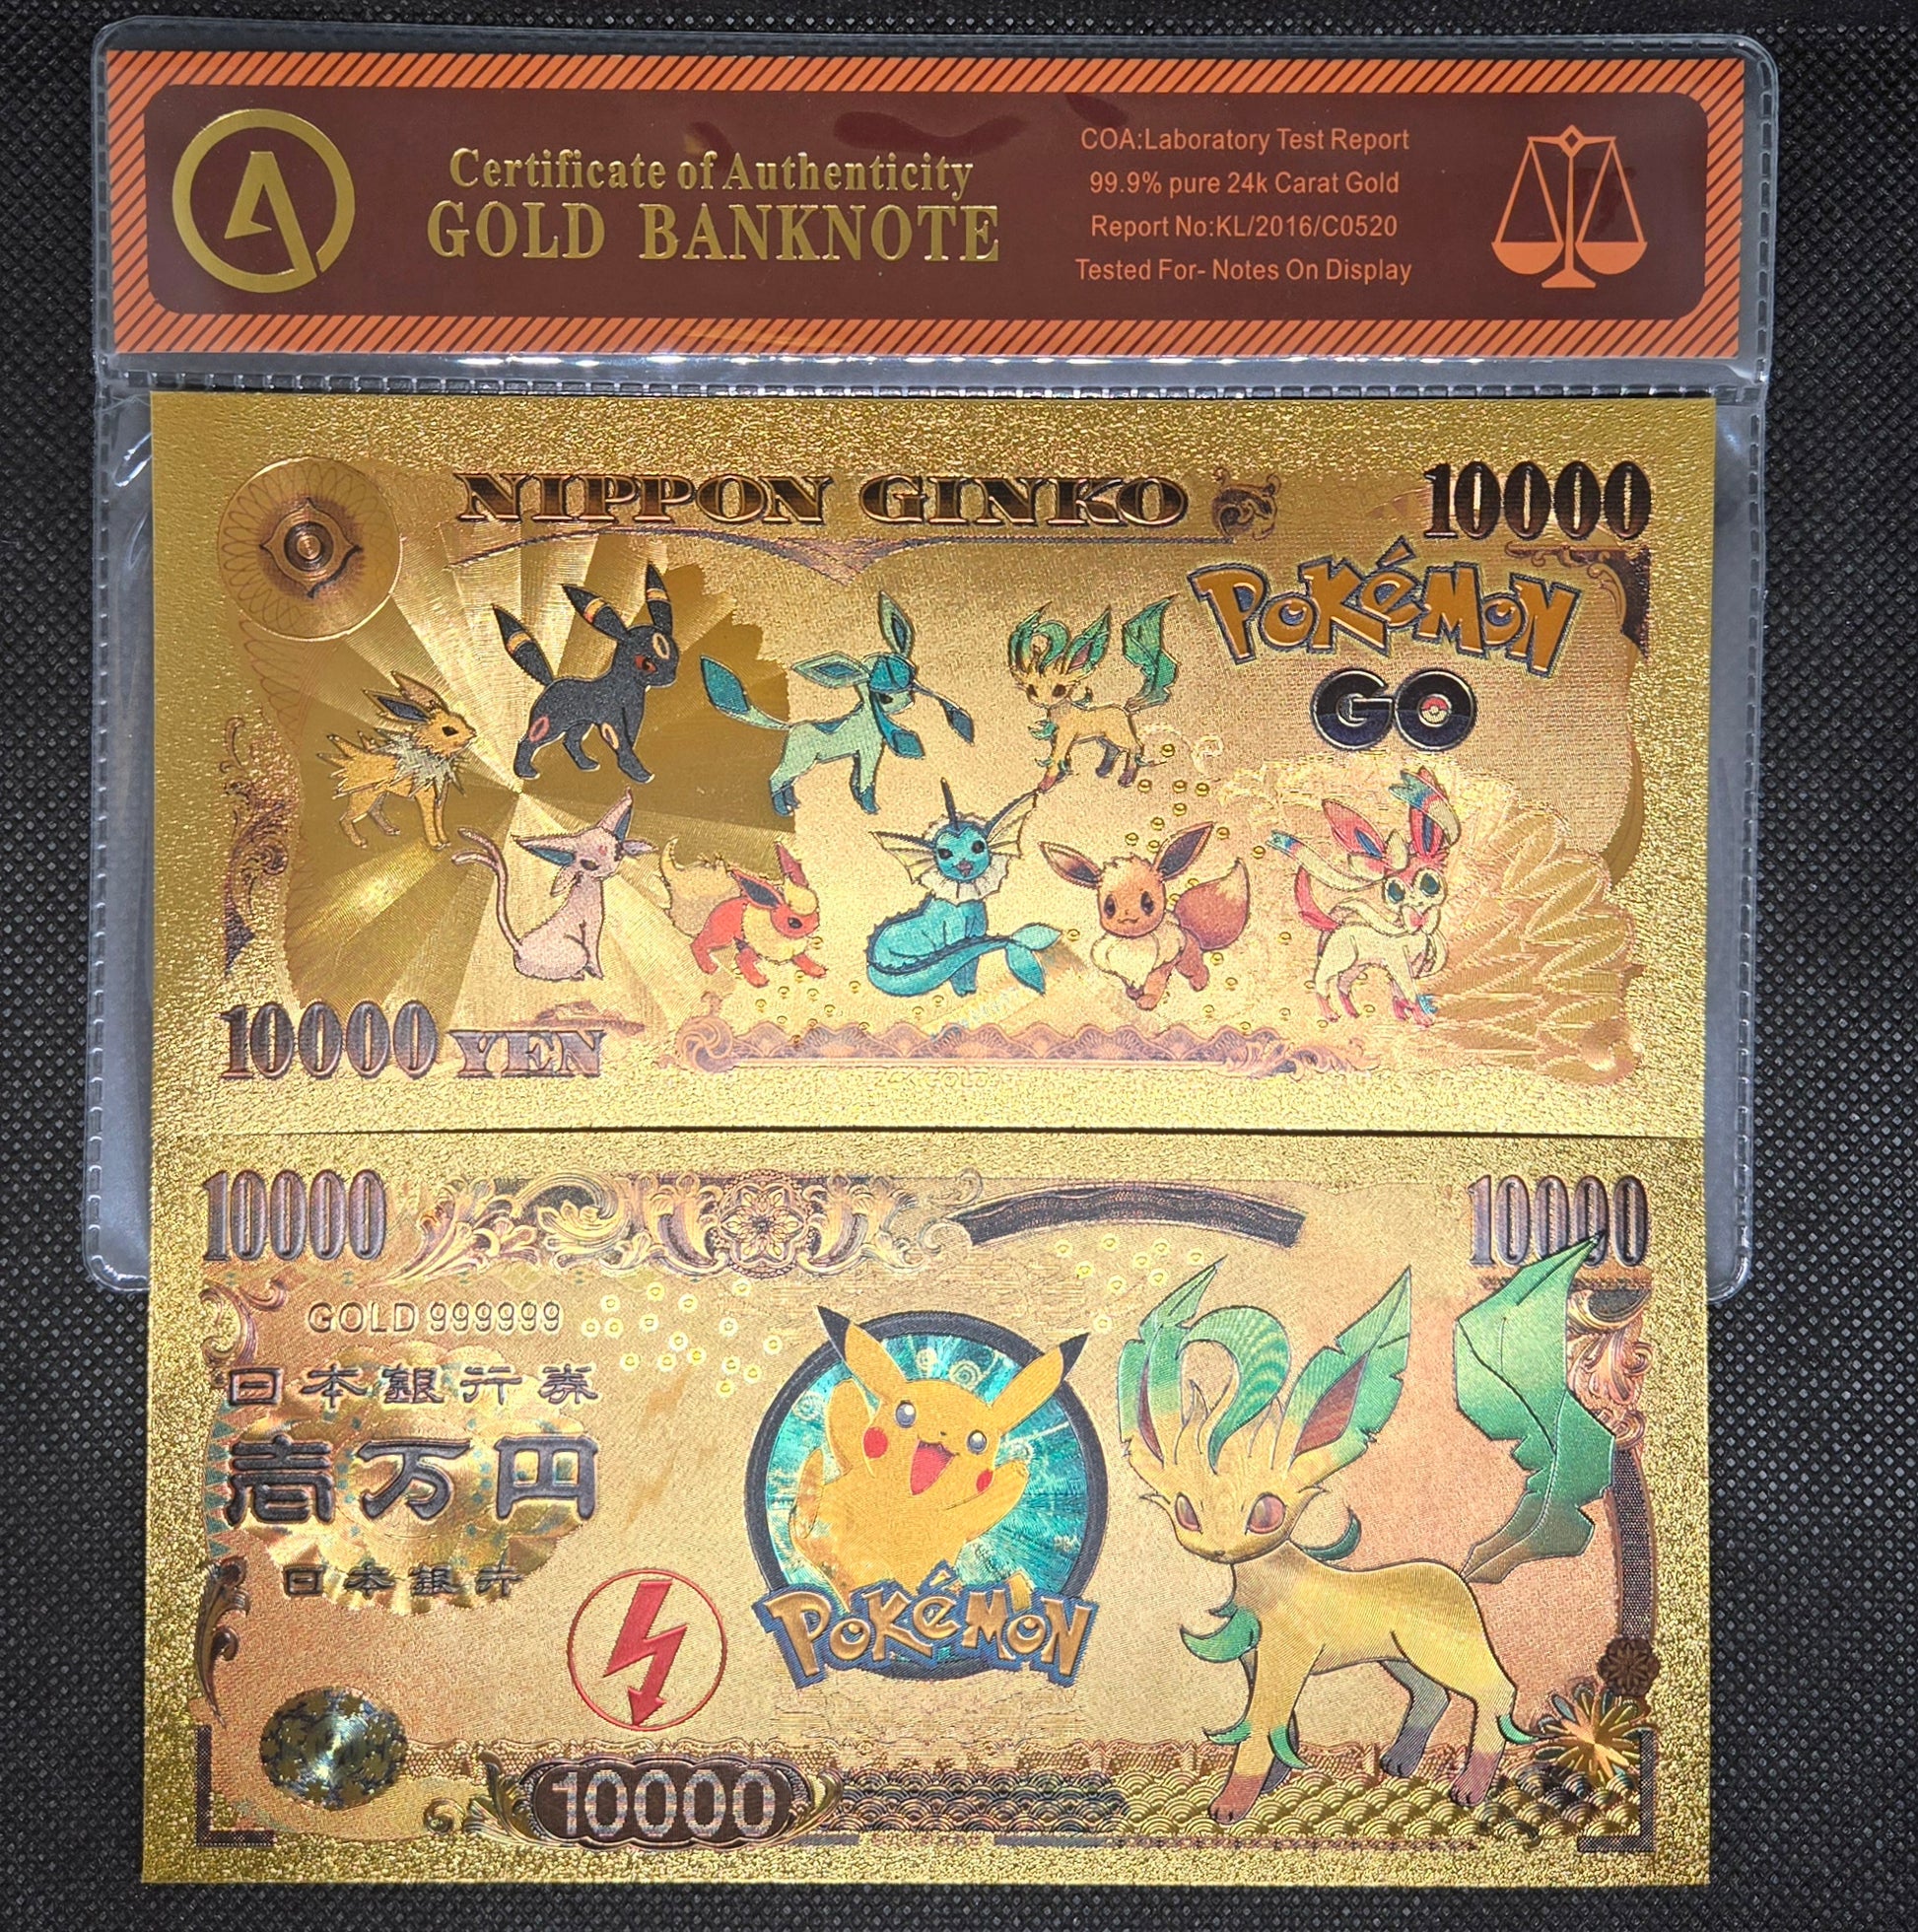 Certificate of Authenticity
GOLD BANKNOTE
COA:Laboratory Test Report
99.9% pure 24k Carat Gold
Report No:KL/2016/C0520
Tested For- Notes On Display
NIPPON GINKO
10000
POKéMON
GO
10000 YEN
24K GOLD
10000
10000
GOLD 999999
日本銀行券
壱万円
日本銀行
POKéMON
10000